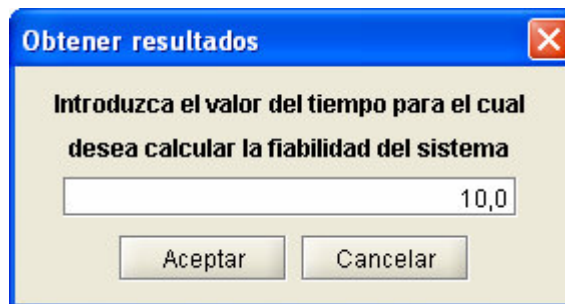 Obtener resultados
Introduzca el valor del tiempo para el cual
desea calcular la fiabilidad del sistema
10,0
Aceptar Cancelar